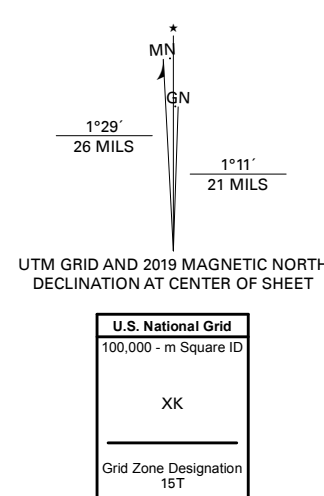 ★
MN
GN
1°29´
26 MILS
1°11´
21 MILS
UTM GRID AND 2019 MAGNETIC NORTH
DECLINATION AT CENTER OF SHEET
U.S. National Grid
100,000 - m Square ID
XK
Grid Zone Designation
15T